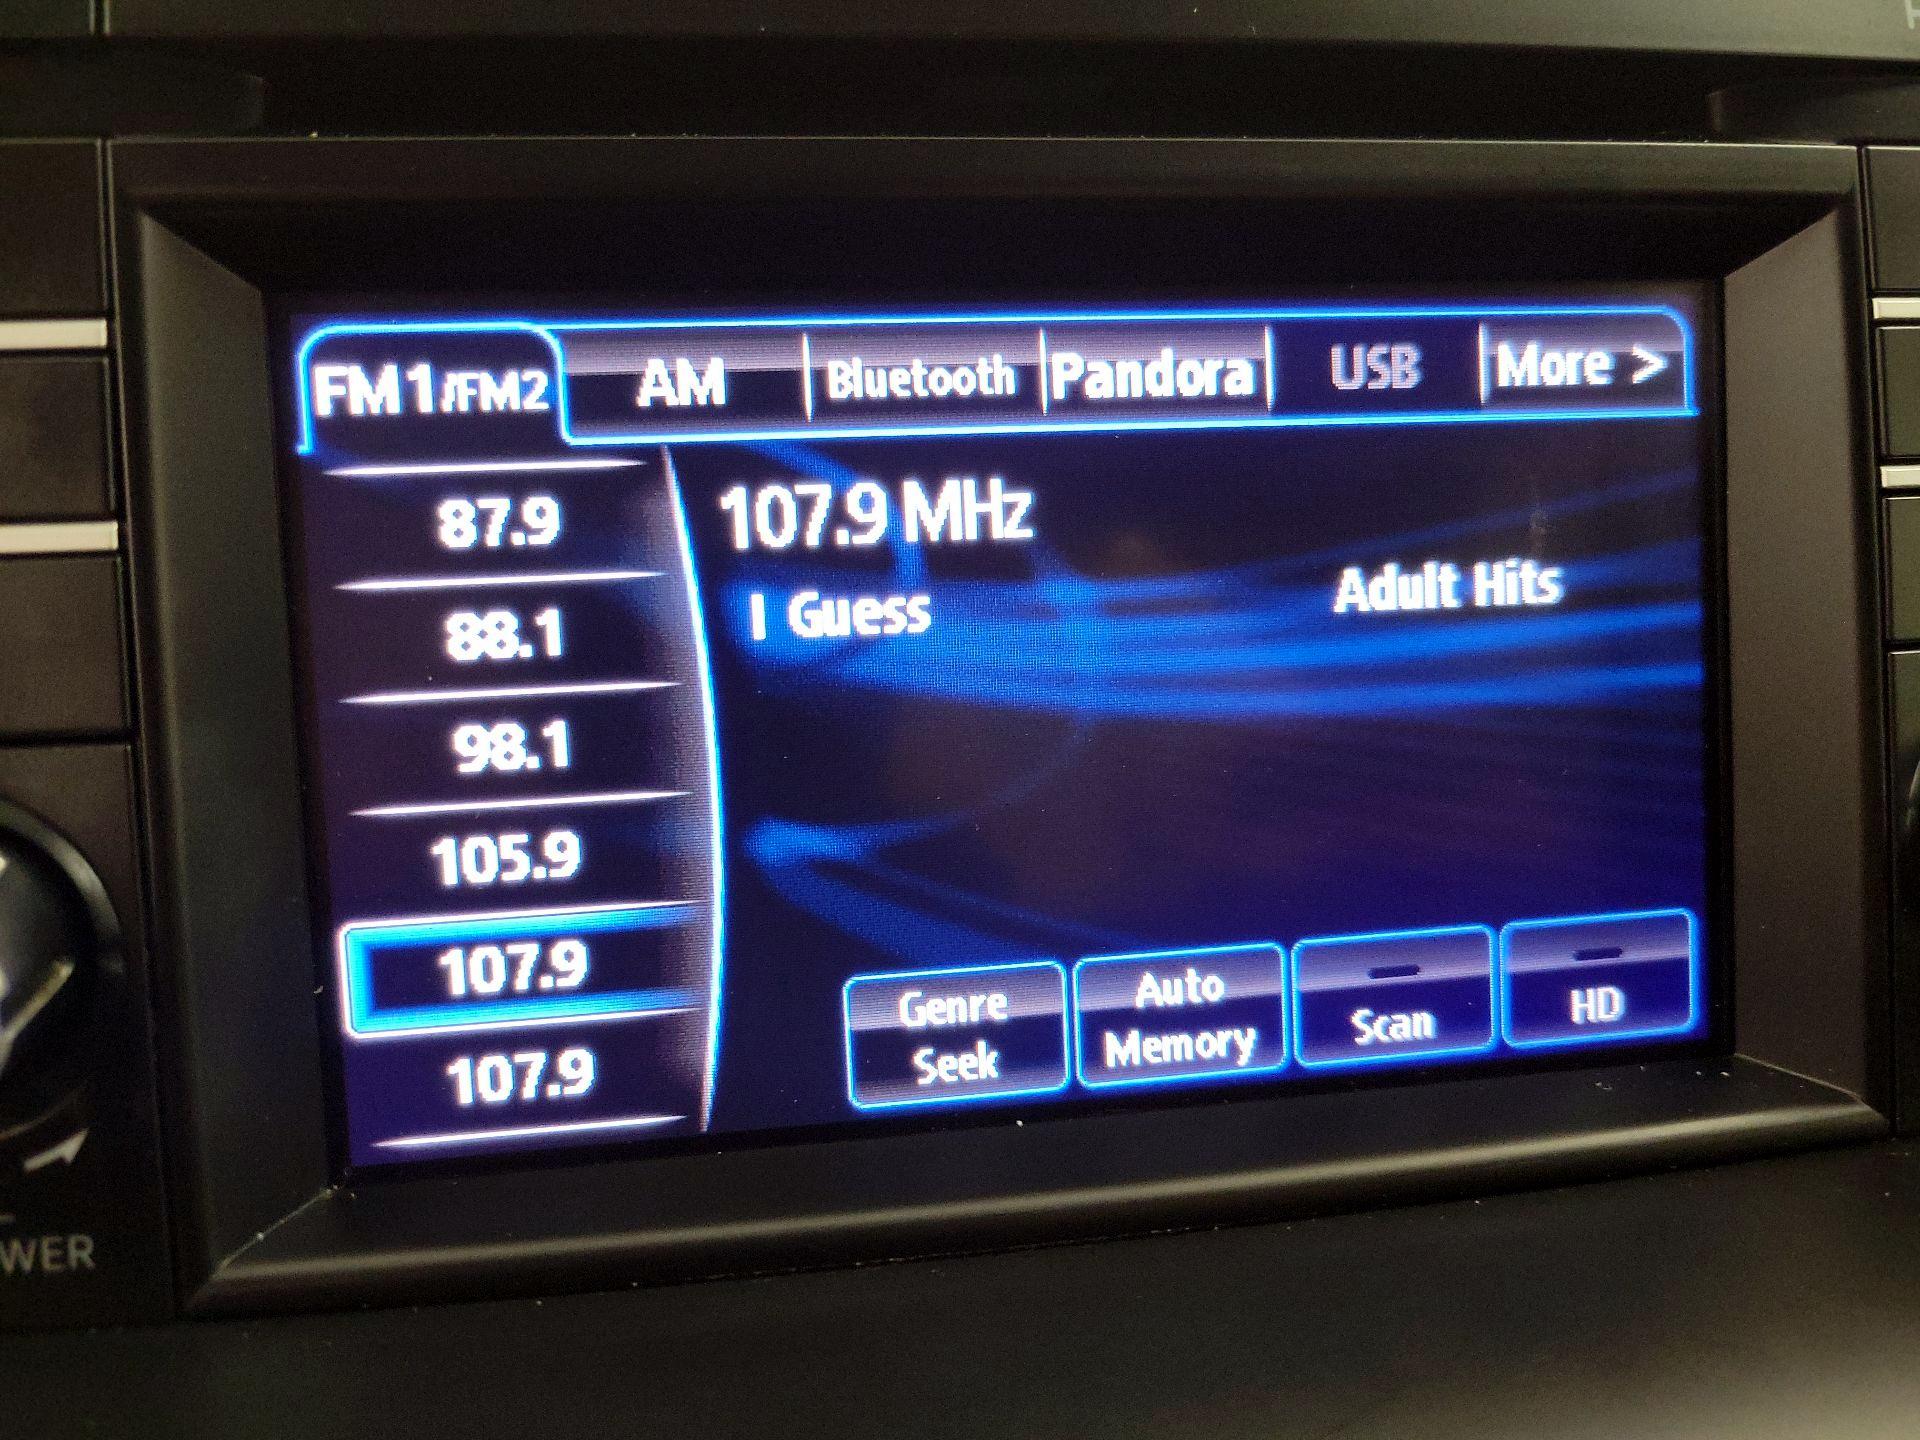 FM1/FM2 AM Bluetooth Pandora USB More >
87.9
88.1
98.1
105.9
107.9
107.9
107.9 MHz
I Guess
Adult Hits
Genre
Seek
Auto
Memory
Scan
HD
WER